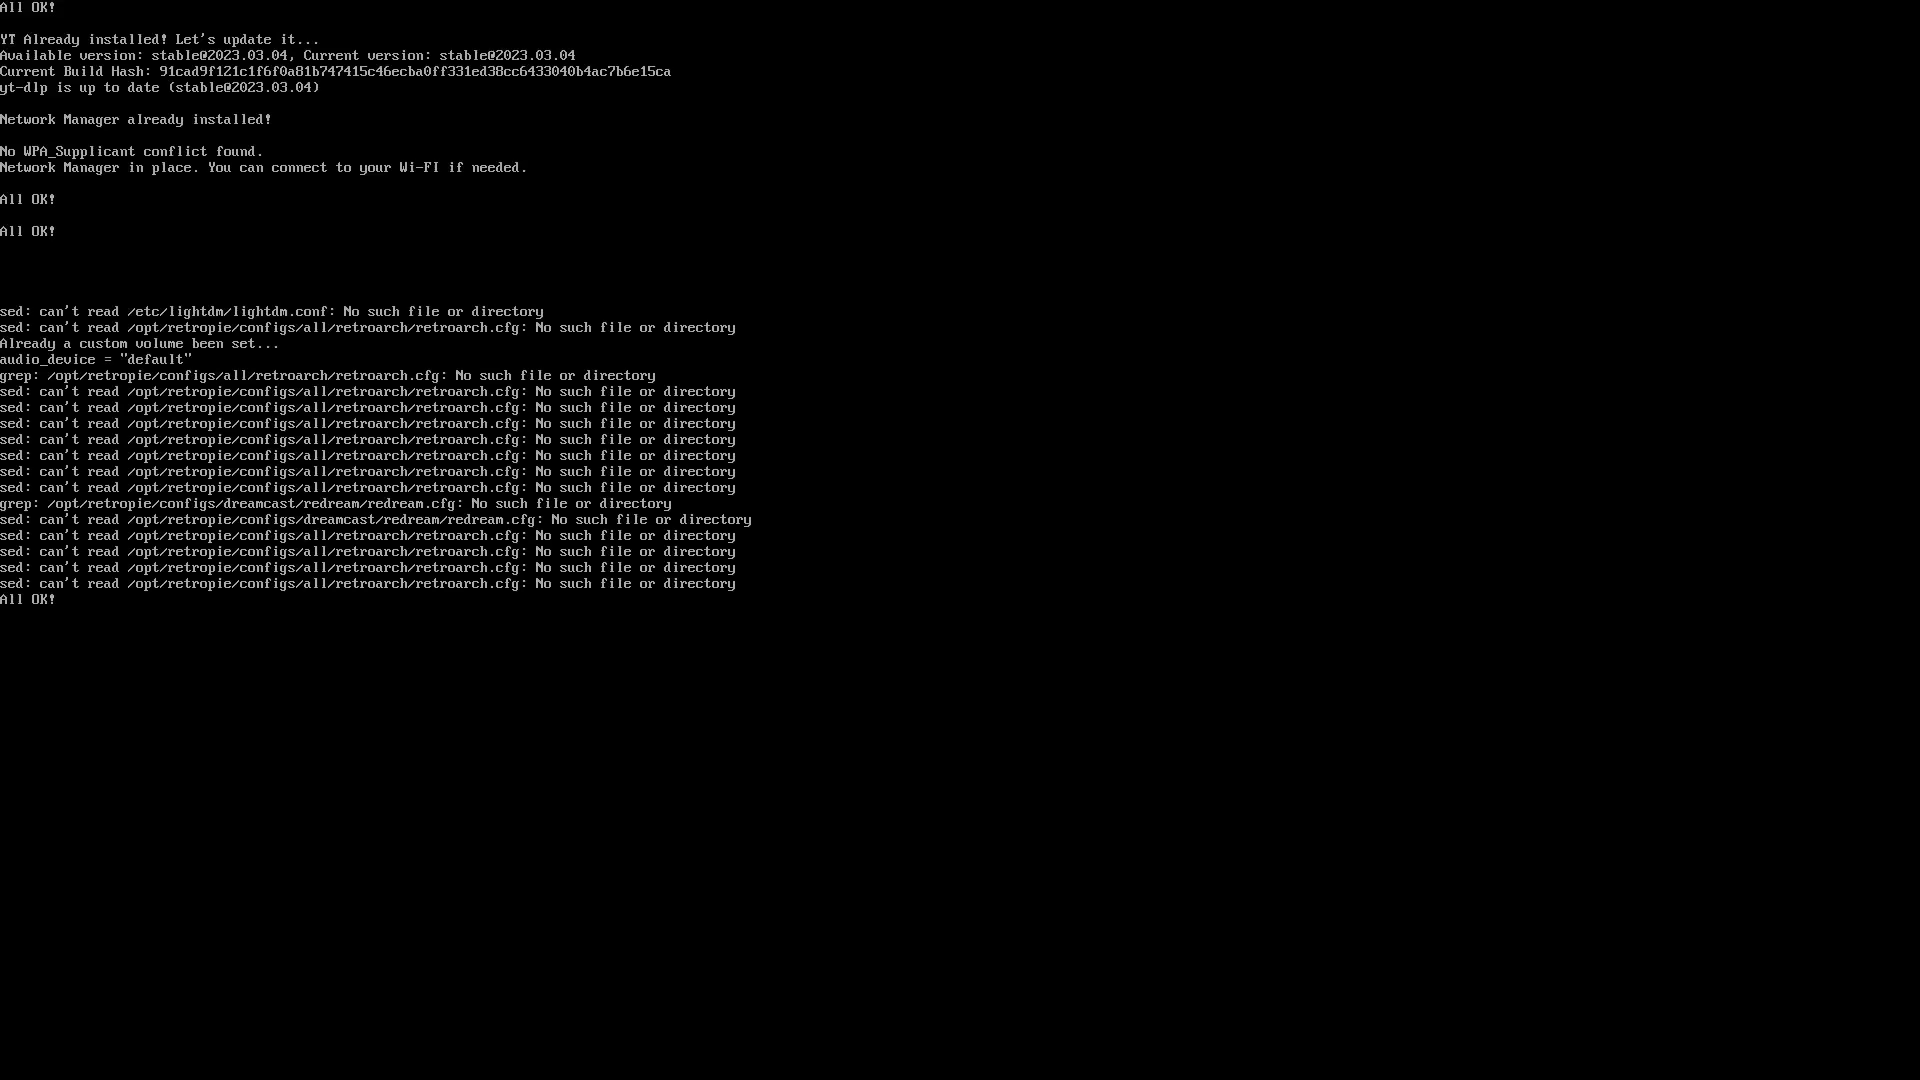 All OK!
YT Already installed! Let's update it...
Available version: stable@2023.03.04, Current version: stable@2023.03.04
Current Build Hash: 91cad9f121c1f6f0a81b747415c46ecba0ff331ed38cc6433040b4ac7b6e15ca
yt-dlp is up to date (stable@2023.03.04)
Network Manager already installed!
No WPA_Supplicant conflict found.
Network Manager in place. You can connect to your Wi-FI if needed.
All OK!
All OK!
sed: can't read /etc/lightdm/lightdm.conf: No such file or directory
sed: can't read /opt/retropie/configs/all/retroarch/retroarch.cfg: No such file or directory
Already a custom volume been set...
audio_device = "default"
grep: /opt/retropie/configs/all/retroarch/retroarch.cfg: No such file or directory
sed: can't read /opt/retropie/configs/all/retroarch/retroarch.cfg: No such file or directory
sed: can't read /opt/retropie/configs/all/retroarch/retroarch.cfg: No such file or directory
sed: can't read /opt/retropie/configs/all/retroarch/retroarch.cfg: No such file or directory
sed: can't read /opt/retropie/configs/all/retroarch/retroarch.cfg: No such file or directory
sed: can't read /opt/retropie/configs/all/retroarch/retroarch.cfg: No such file or directory
sed: can't read /opt/retropie/configs/all/retroarch/retroarch.cfg: No such file or directory
sed: can't read /opt/retropie/configs/all/retroarch/retroarch.cfg: No such file or directory
grep: /opt/retropie/configs/dreamcast/redream/redream.cfg: No such file or directory
sed: can't read /opt/retropie/configs/dreamcast/redream/redream.cfg: No such file or directory
sed: can't read /opt/retropie/configs/all/retroarch/retroarch.cfg: No such file or directory
sed: can't read /opt/retropie/configs/all/retroarch/retroarch.cfg: No such file or directory
sed: can't read /opt/retropie/configs/all/retroarch/retroarch.cfg: No such file or directory
sed: can't read /opt/retropie/configs/all/retroarch/retroarch.cfg: No such file or directory
All OK!